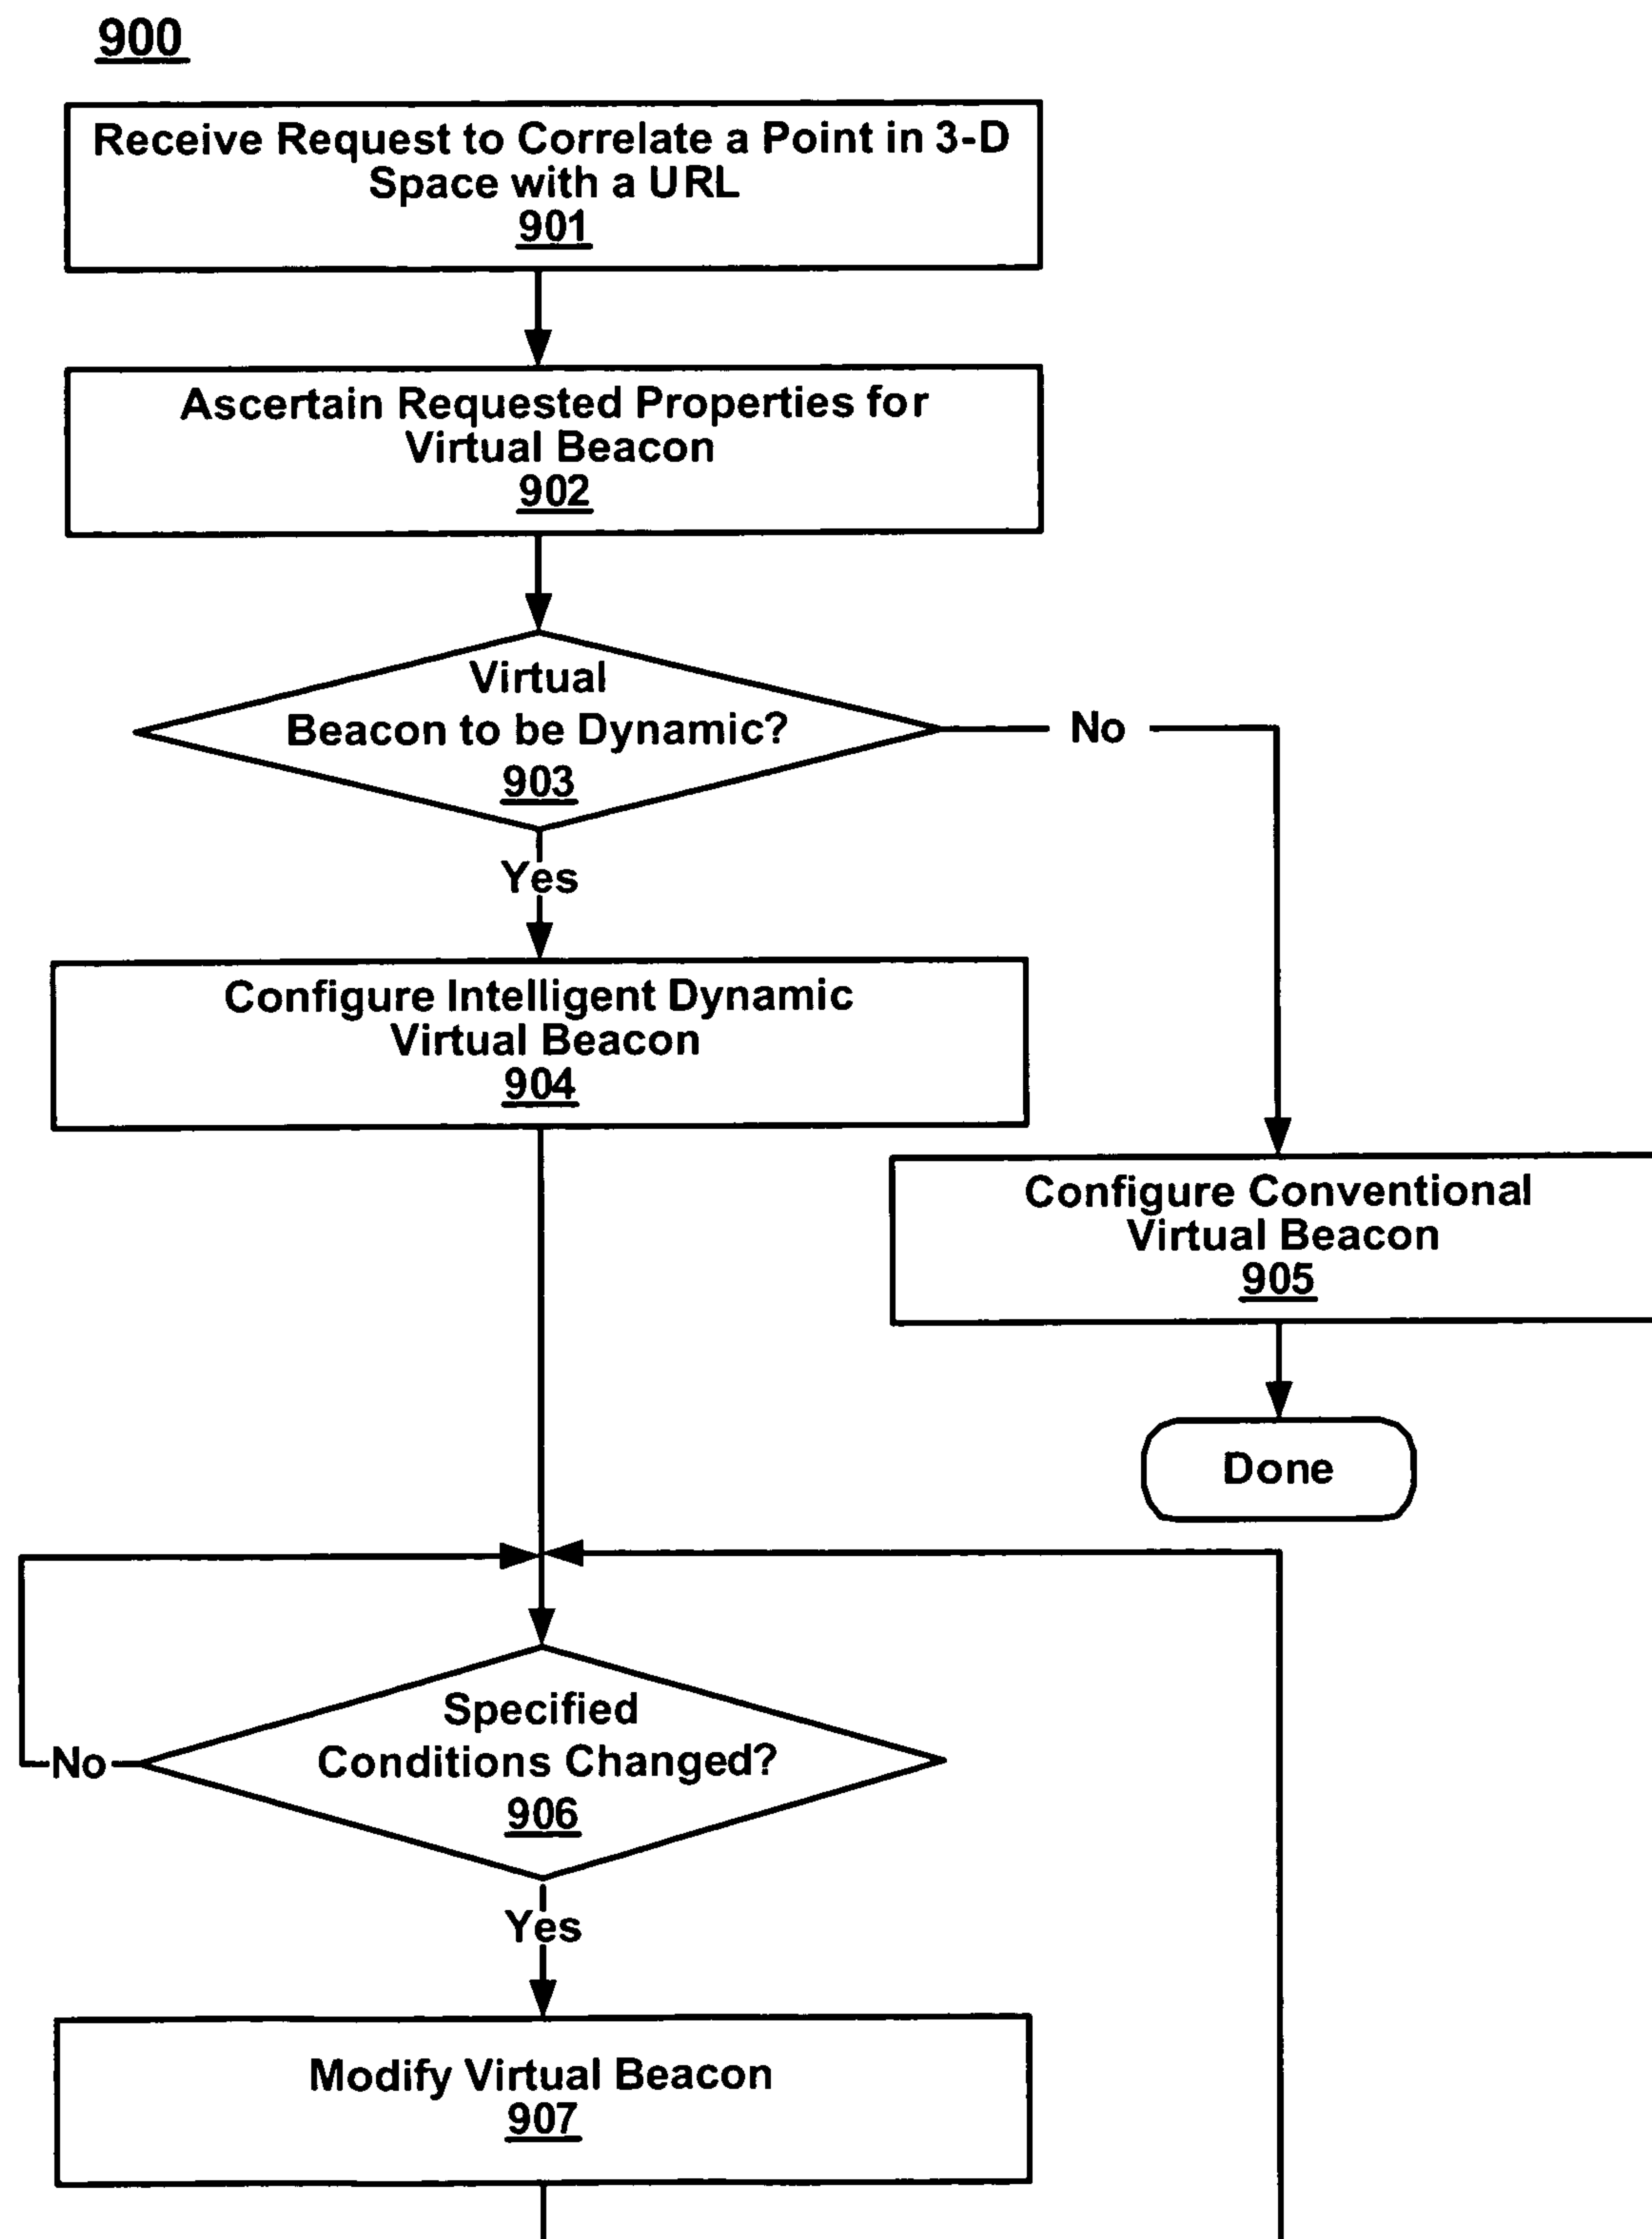 900
Receive Request to Correlate a Point in 3-D
Space with a URL
901
Ascertain Requested Properties for
Virtual Beacon
902
Virtual
Beacon to be Dynamic?
903
No
Yes
Configure Intelligent Dynamic
Virtual Beacon
904
Configure Conventional
Virtual Beacon
905
Done
Specified
Conditions Changed?
906
No
Yes
Modify Virtual Beacon
907